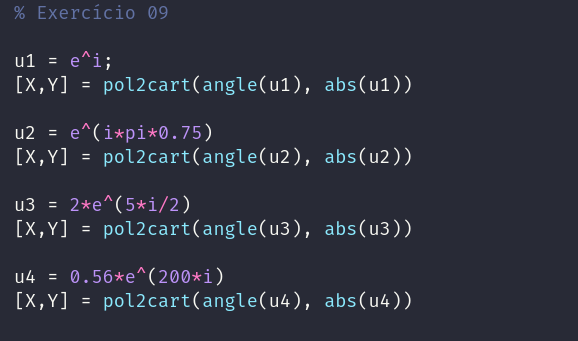 % Exercício 09
u1 = e^i;
[X,Y] = pol2cart(angle(u1), abs(u1))
u2 = e^(i*pi*0.75)
[X,Y] = pol2cart(angle(u2), abs(u2))
u3 = 2*e^(5*i/2)
[X,Y] = pol2cart(angle(u3), abs(u3))
u4 = 0.56*e^(200*i)
[X,Y] = pol2cart(angle(u4), abs(u4))